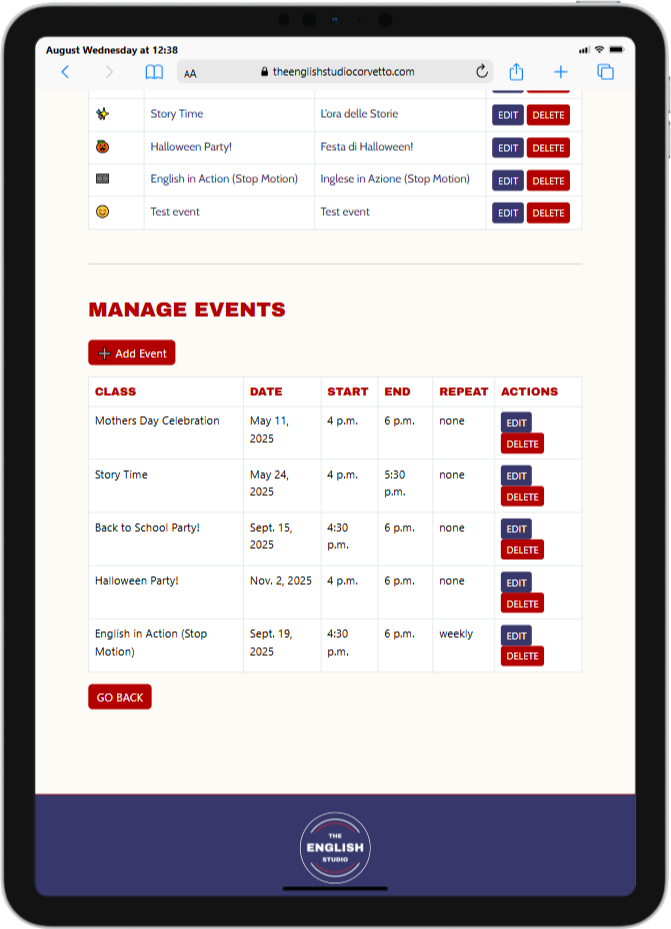 August Wednesday at 12:38
AA theenglishstudiocorvetto.com
Story Time L'ora delle Storie EDIT DELETE
Halloween Party! Festa di Halloween! EDIT DELETE
English in Action (Stop Motion) Inglese in Azione (Stop Motion) EDIT DELETE
Test event Test event EDIT DELETE
MANAGE EVENTS
Add Event
CLASS DATE START END REPEAT ACTIONS
Mothers Day Celebration May 11, 4 p.m. 6 p.m. none EDIT
2025 DELETE
Story Time May 24, 4 p.m. 5:30 none EDIT
2025 p.m. DELETE
Back to School Party! Sept. 15, 4:30 6 p.m. none EDIT
2025 p.m. DELETE
Halloween Party! Nov. 2, 2025 4 p.m. 6 p.m. none EDIT
DELETE
English in Action (Stop Sept. 19, 4:30 6 p.m. weekly EDIT
Motion) 2025 p.m. DELETE
GO BACK
THE
ENGLISH
STUDIO